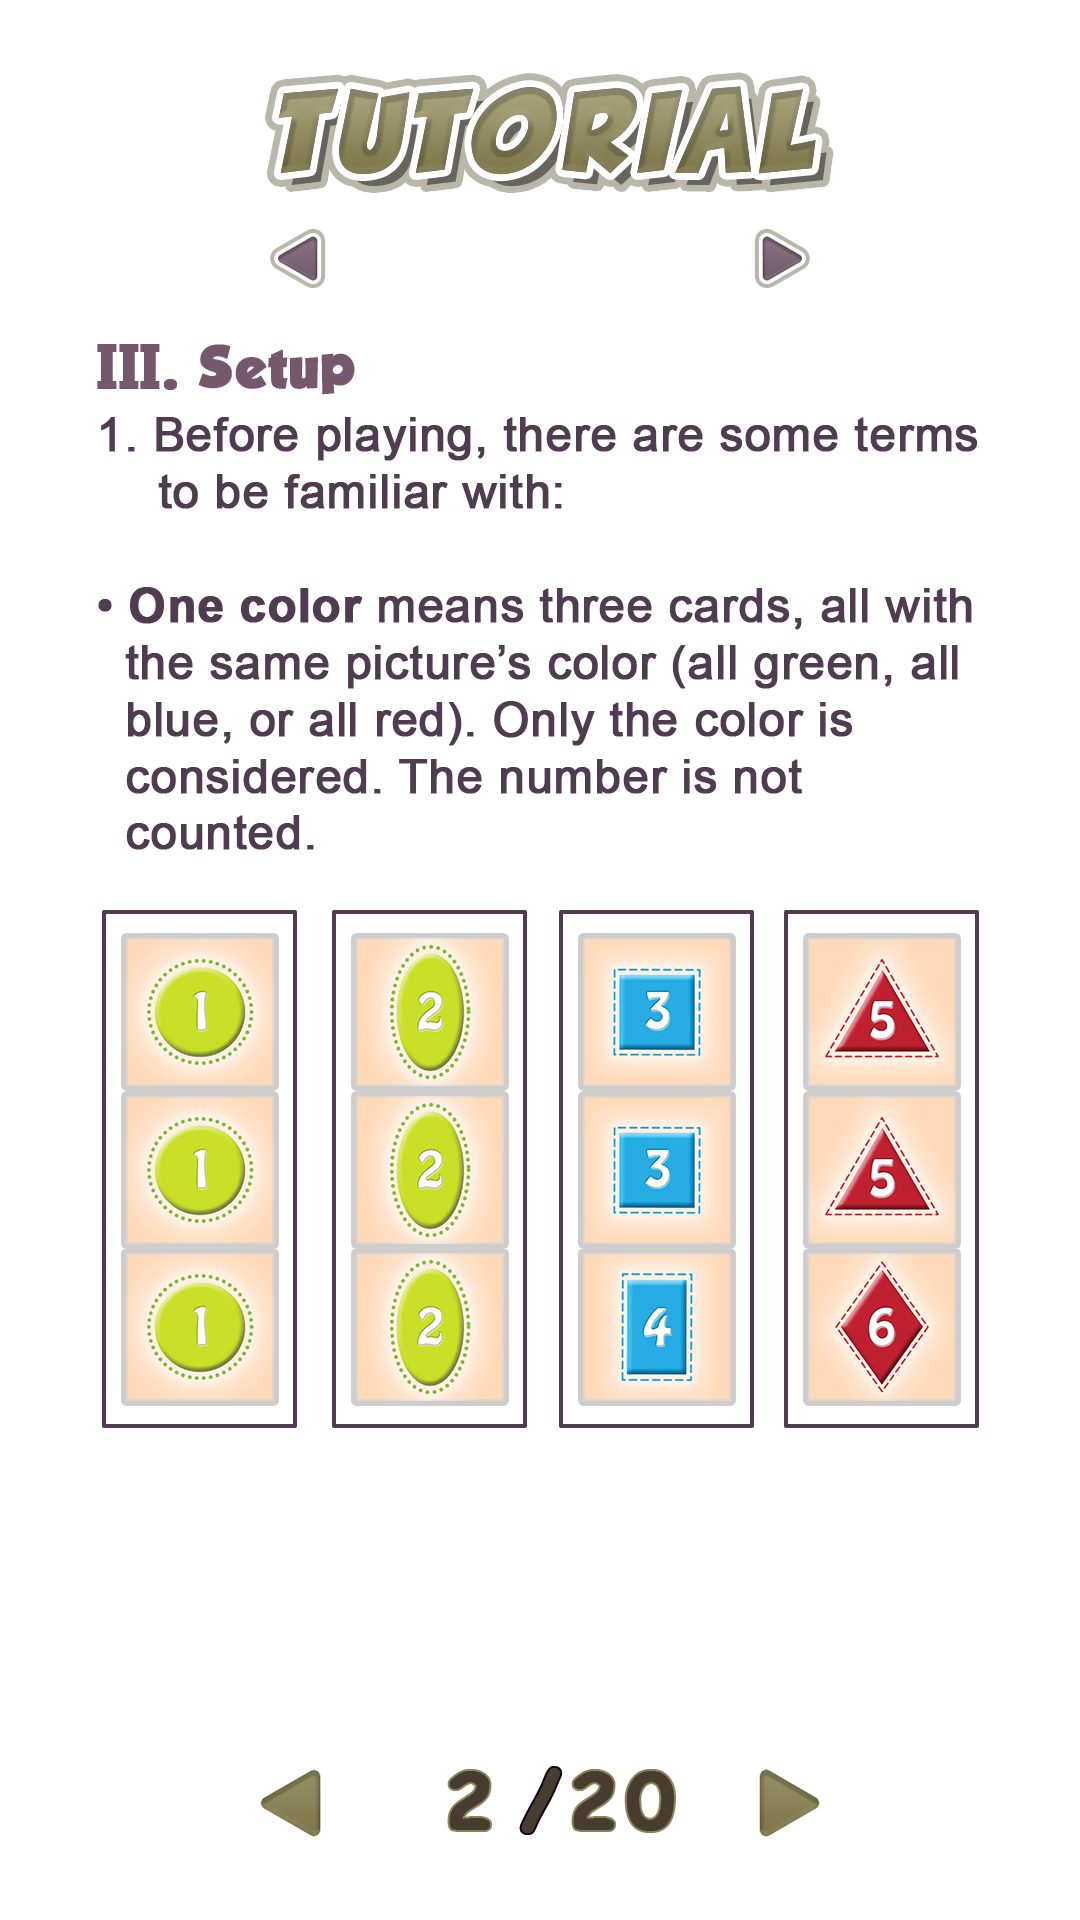 TUTORIAL
III. Setup
1. Before playing, there are some terms
to be familiar with:
• One color means three cards, all with
the same picture’s color (all green, all
blue, or all red). Only the color is
considered. The number is not
counted.
1 2 3 5
1 2 3 5
1 2 4 6
2 /20